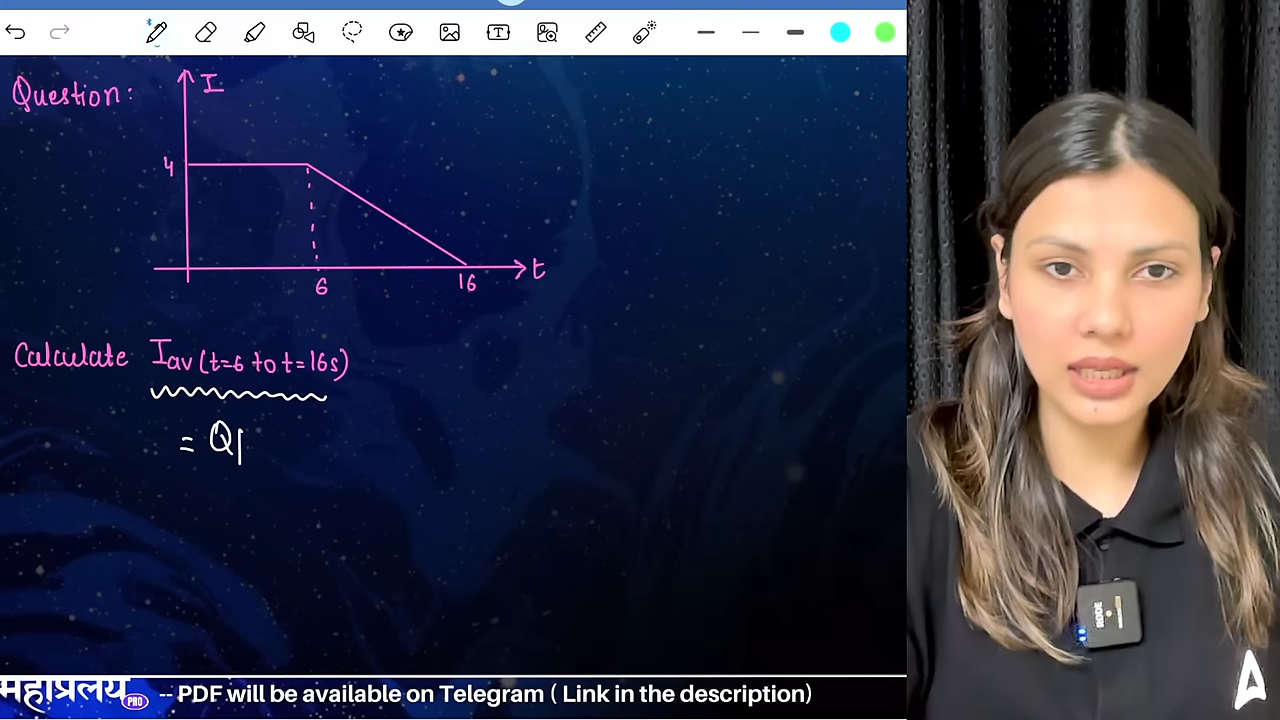 Question:
I
4
6
16
t
Calculate Iav (t=6 to t=16s)
= Q|
महाप्रलय PRO -- PDF will be available on Telegram ( Link in the description)
RODE